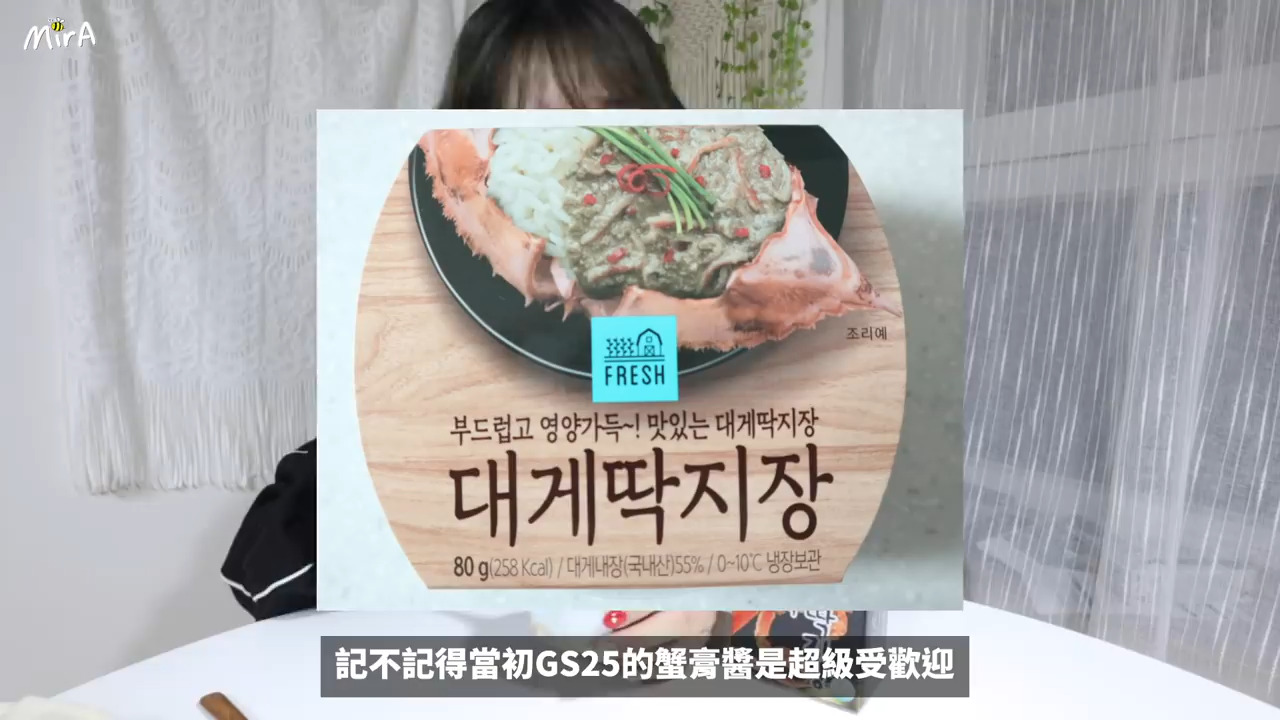 MirA
조리예
FRESH
부드럽고 영양가득~! 맛있는 대게딱지장
대게딱지장
80 g(258 Kcal) / 대게내장(국내산)55% / 0~10℃ 냉장보관
記不記得當初GS25的蟹膏醬是超級受歡迎